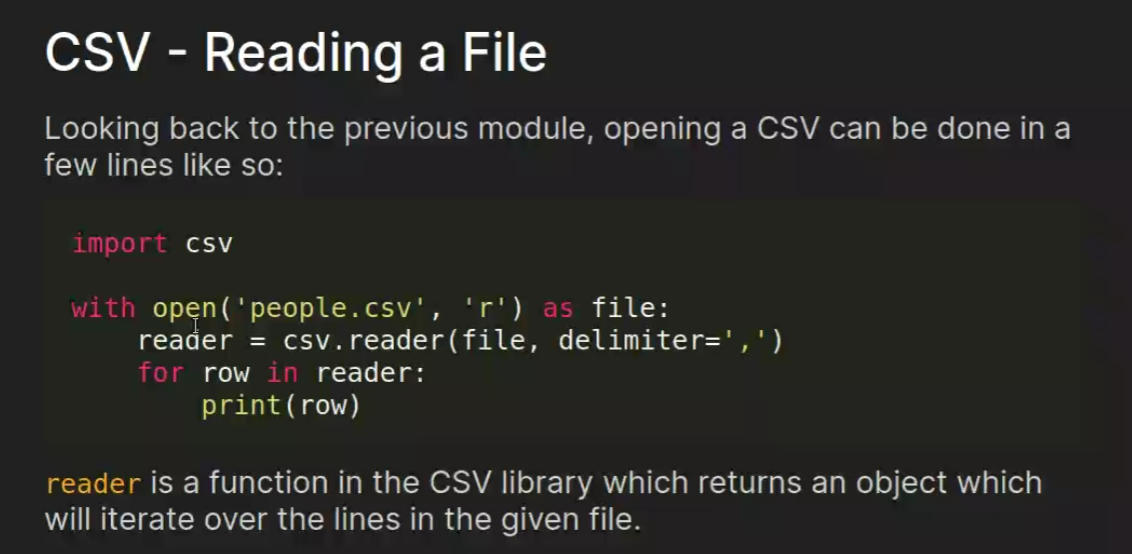 CSV - Reading a File
Looking back to the previous module, opening a CSV can be done in a
few lines like so:
import csv
with open('people.csv', 'r') as file:
    reader = csv.reader(file, delimiter=',')
    for row in reader:
        print(row)
reader is a function in the CSV library which returns an object which
will iterate over the lines in the given file.